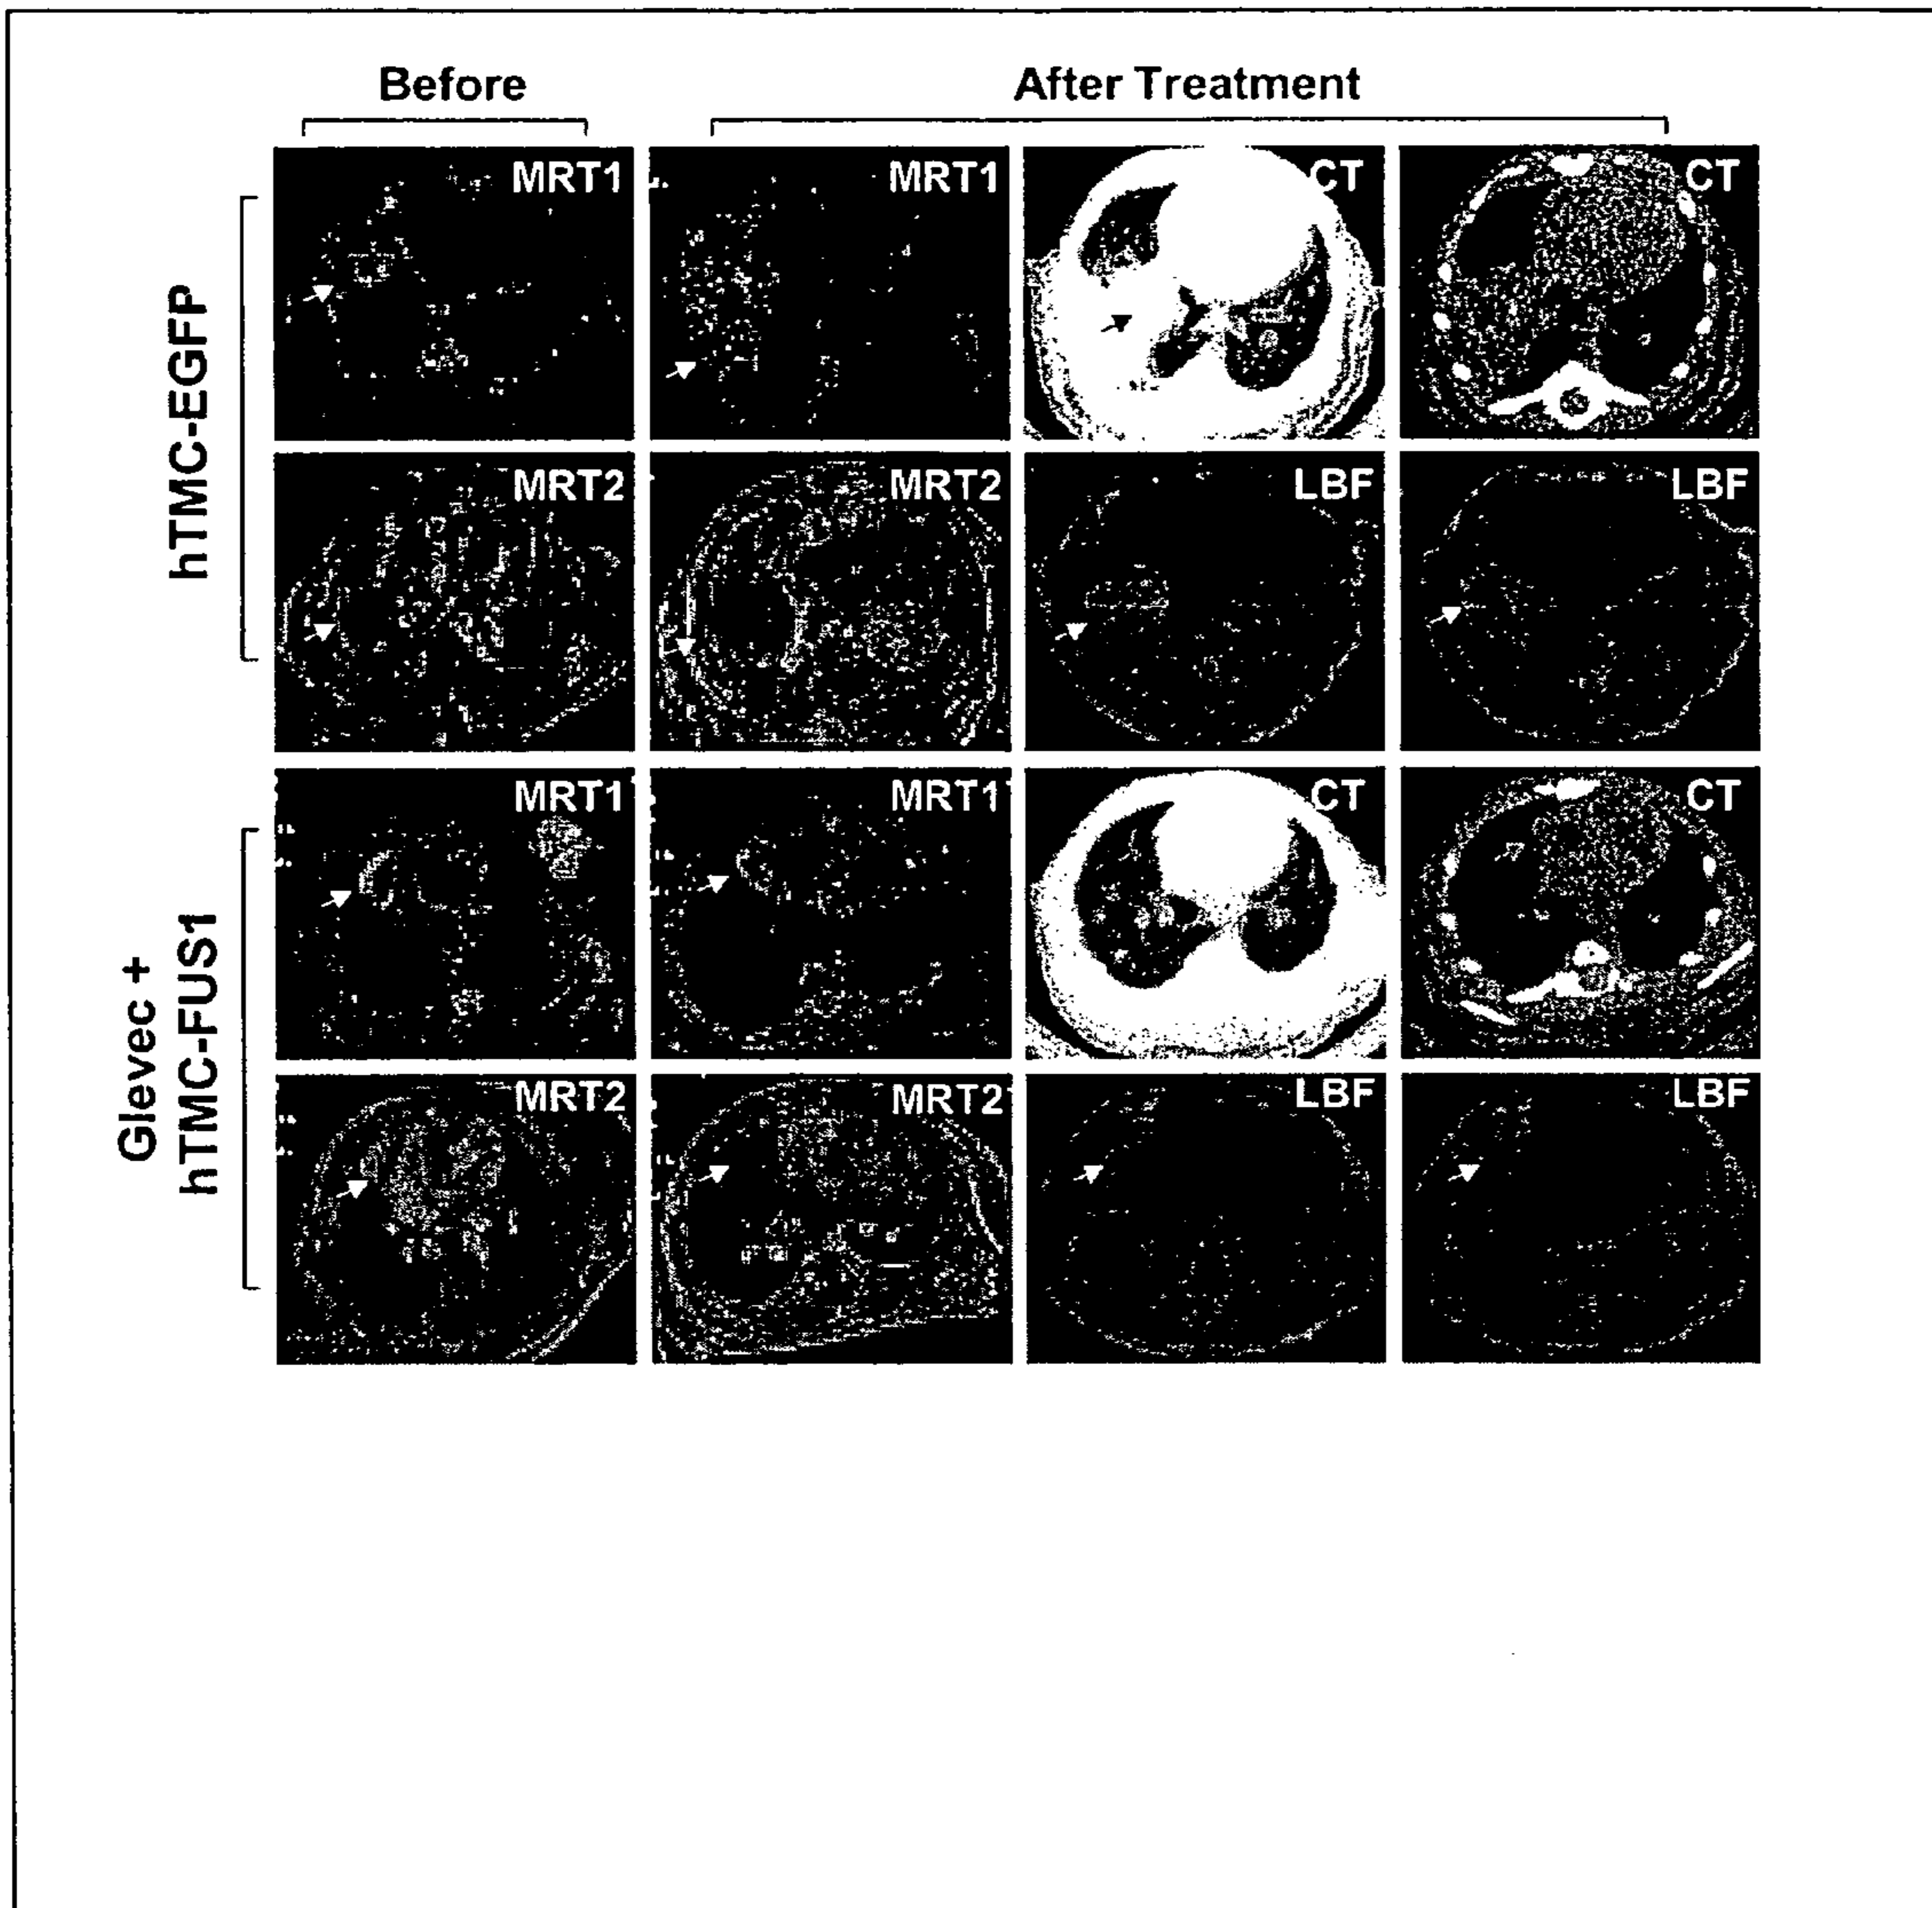 Before After Treatment
hTMC-EGFP
MRT1 MRT1 CT CT
MRT2 MRT2 LBF LBF
Glevec +
hTMC-FUS1
MRT1 MRT1 CT CT
MRT2 MRT2 LBF LBF